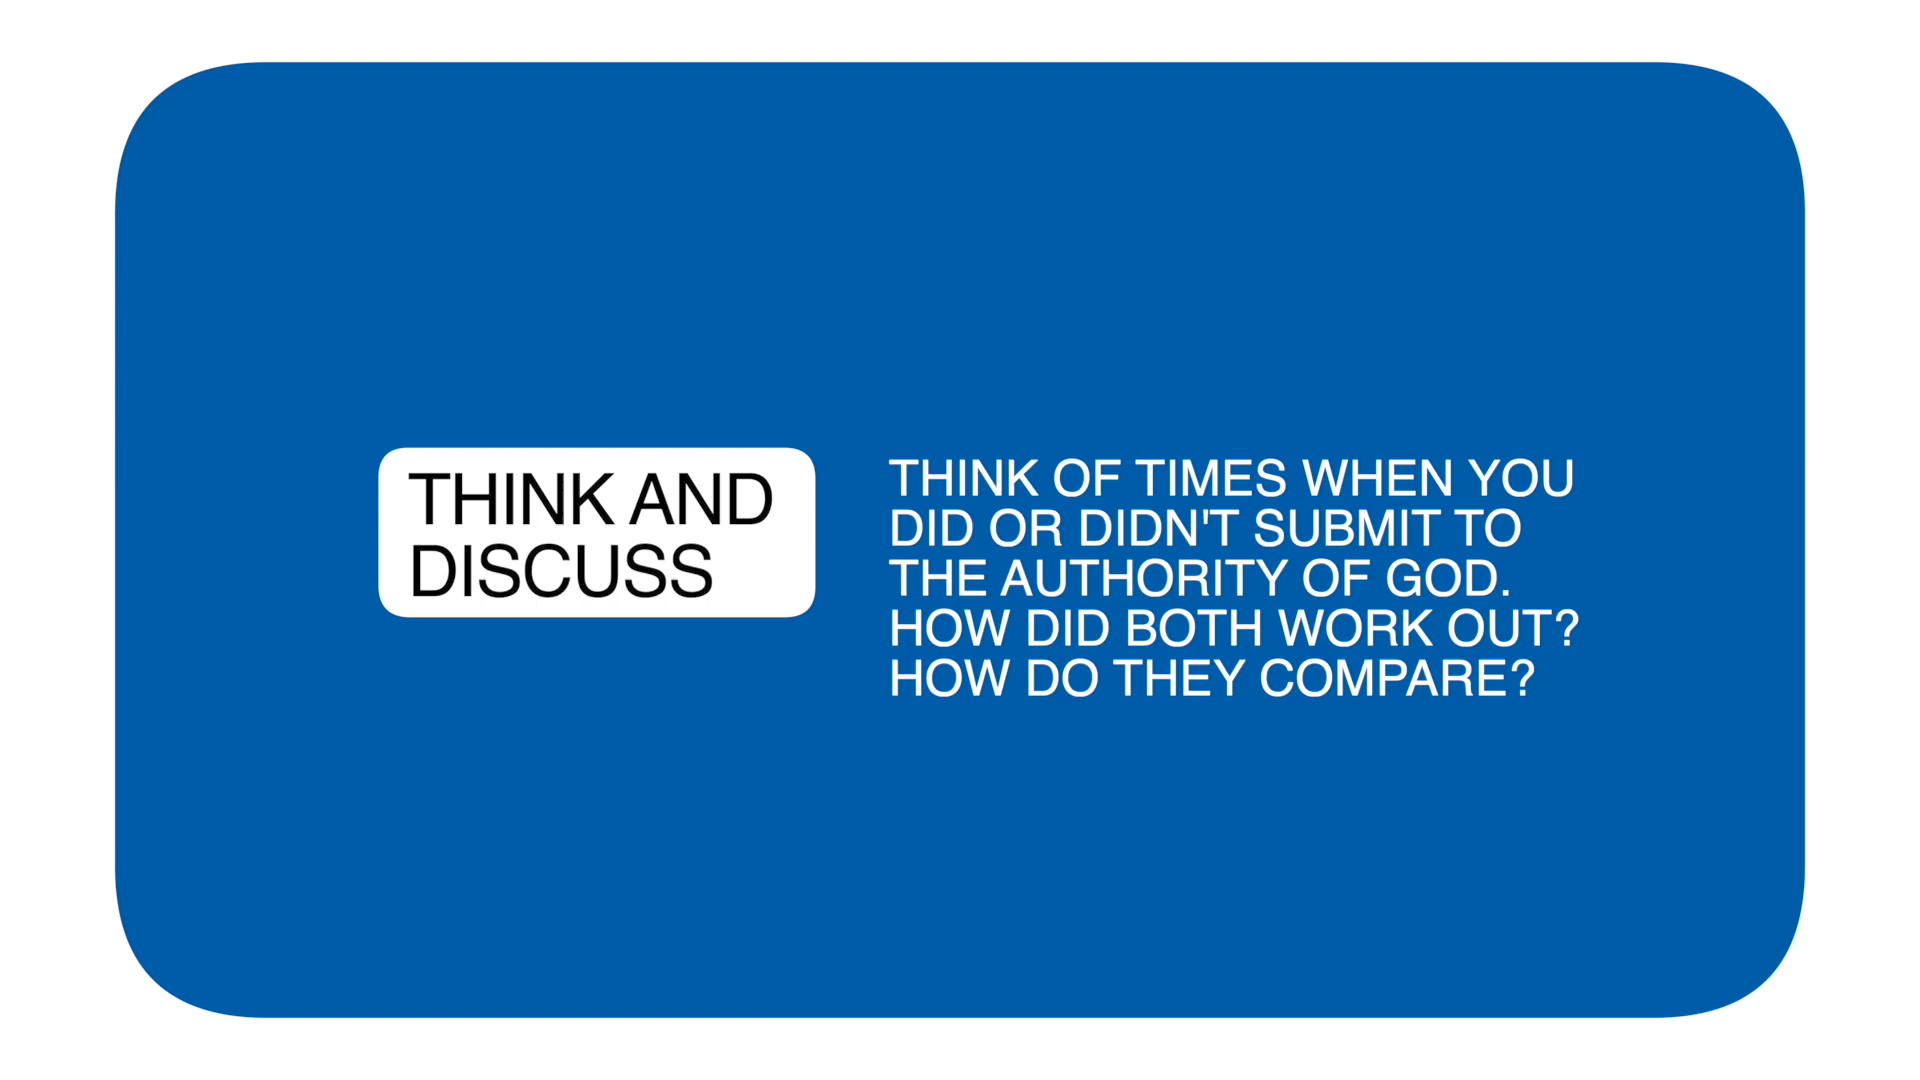 THINK AND
DISCUSS
THINK OF TIMES WHEN YOU
DID OR DIDN'T SUBMIT TO
THE AUTHORITY OF GOD.
HOW DID BOTH WORK OUT?
HOW DO THEY COMPARE?